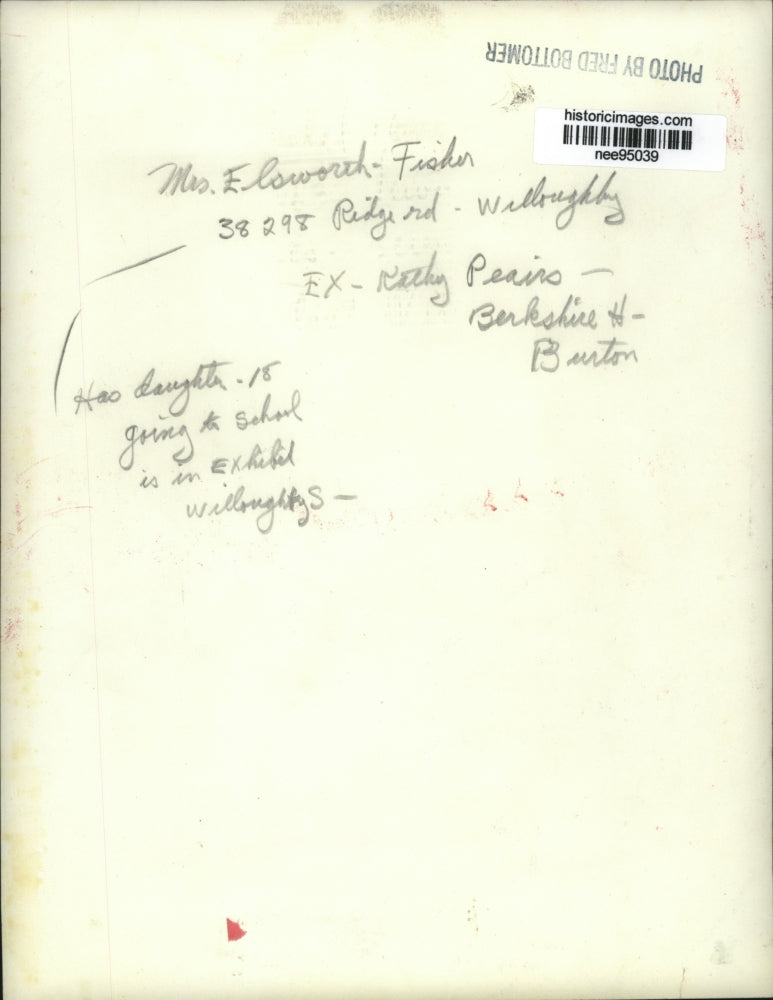 PHOTO BY FRED BOTTOMER
historicimages.com
nee95039
Mrs. Elsworth - Fisher
38298 Ridge rd - Willoughby
EX - Kathy Peairs -
Berkshire H -
Burton
Has daughter - 18
going to school
is in Exhibit
Willoughby S -